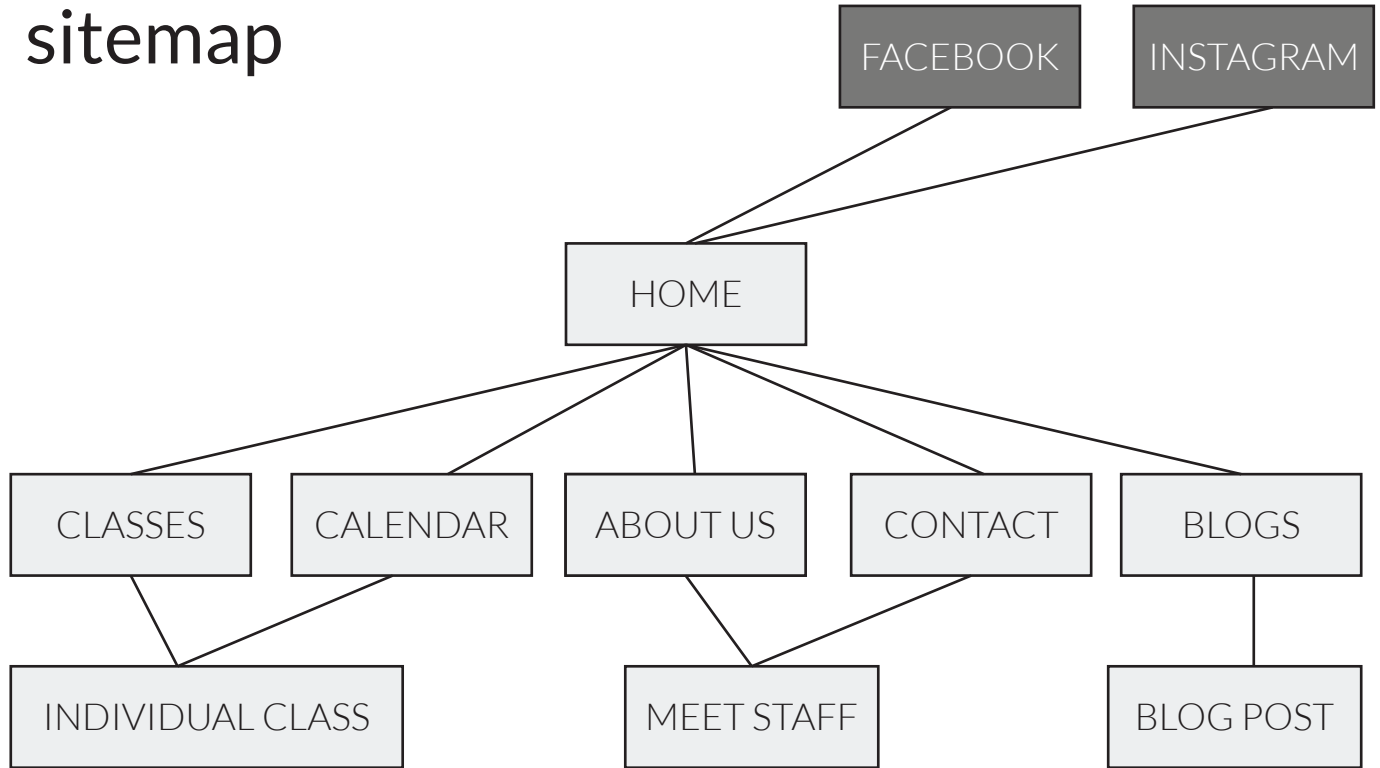 sitemap
FACEBOOK
INSTAGRAM
HOME
CLASSES
CALENDAR
ABOUT US
CONTACT
BLOGS
INDIVIDUAL CLASS
MEET STAFF
BLOG POST